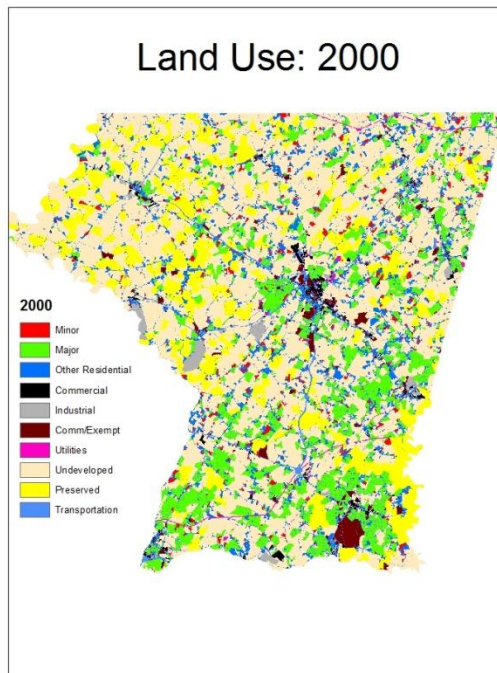 Land Use: 2000
2000
Minor
Major
Other Residential
Commercial
Industrial
Comm/Exempt
Utilities
Undeveloped
Preserved
Transportation